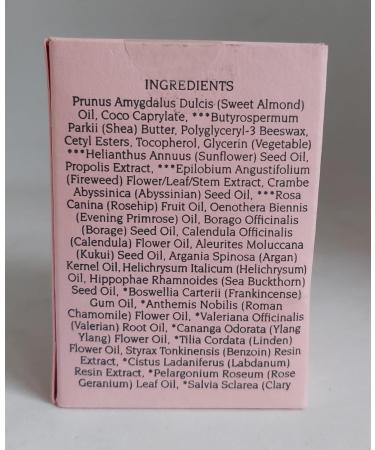 INGREDIENTS
Prunus Amygdalus Dulcis (Sweet Almond)
Oil, Coco Caprylate, ***Butyrospermum
Parkii (Shea) Butter, Polyglyceryl-3 Beeswax,
Cetyl Esters, Tocopherol, Glycerin (Vegetable)
***Helianthus Annuus (Sunflower) Seed Oil,
Propolis Extract, ***Epilobium Angustifolium
(Fireweed) Flower/Leaf/Stem Extract, Crambe
Abyssinica (Abyssinian) Seed Oil, ***Rosa
Canina (Rosehip) Fruit Oil, Oenothera Biennis
(Evening Primrose) Oil, Borago Officinalis
(Borage) Seed Oil, Calendula Officinalis
(Calendula) Flower Oil, Aleurites Moluccana
(Kukui) Seed Oil, Argania Spinosa (Argan)
Kernel Oil, Helichrysum Italicum (Helichrysum)
Oil, Hippophae Rhamnoides (Sea Buckthorn)
Seed Oil, *Boswellia Carterii (Frankincense)
Gum Oil, *Anthemis Nobilis (Roman
Chamomile) Flower Oil, *Valeriana Officinalis
(Valerian) Root Oil, *Cananga Odorata (Ylang
Ylang) Flower Oil, *Tilia Cordata (Linden)
Flower Oil, Styrax Tonkinensis (Benzoin) Resin
Extract, *Cistus Ladaniferus (Labdanum)
Resin Extract, *Pelargonium Roseum (Rose
Geranium) Leaf Oil, *Salvia Sclarea (Clary